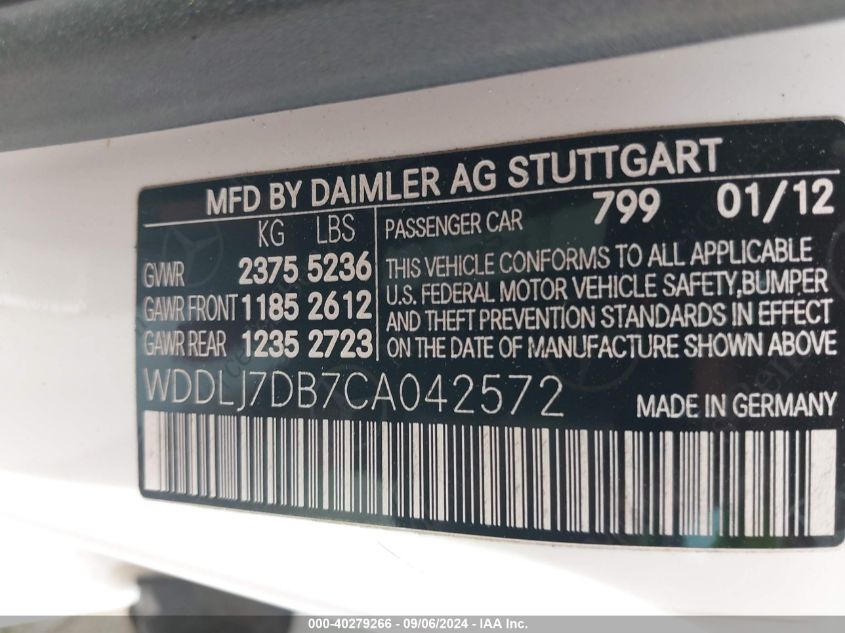 MFD BY DAIMLER AG STUTTGART
KG LBS
GVWR 2375 5236
GAWR FRONT 1185 2612
GAWR REAR 1235 2723
PASSENGER CAR 799 01/12
THIS VEHICLE CONFORMS TO ALL APPLICABLE
U.S. FEDERAL MOTOR VEHICLE SAFETY, BUMPER
AND THEFT PREVENTION STANDARDS IN EFFECT
ON THE DATE OF MANUFACTURE SHOWN ABOVE
WDDLJ7DB7CA042572
MADE IN GERMANY
000-40279266 - 09/06/2024 - IAA Inc.